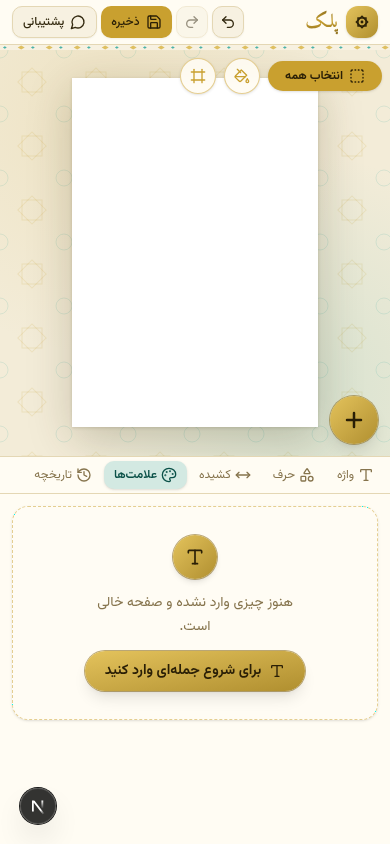 پلک
ذخیره
پشتیبانی
انتخاب همه
واژه
حرف
کشیده
علامت‌ها
تاریخچه
هنوز چیزی وارد نشده و صفحه خالی
است.
برای شروع جمله‌ای وارد کنید
N